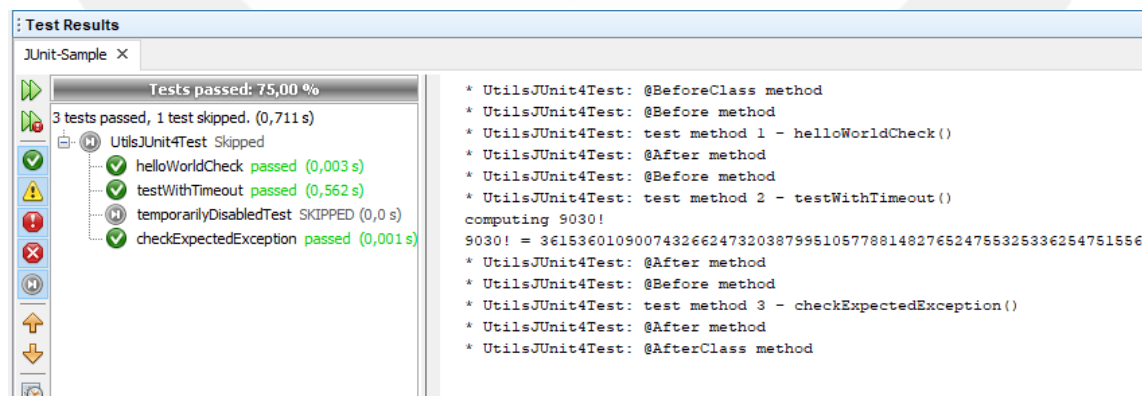 Test Results
JUnit-Sample
Tests passed: 75,00 %
3 tests passed, 1 test skipped. (0,711 s)
UtilsJUnit4Test Skipped
helloWorldCheck passed (0,003 s)
testWithTimeout passed (0,562 s)
temporarilyDisabledTest SKIPPED (0,0 s)
checkExpectedException passed (0,001 s)
* UtilsJUnit4Test: @BeforeClass method
* UtilsJUnit4Test: @Before method
* UtilsJUnit4Test: test method 1 - helloWorldCheck()
* UtilsJUnit4Test: @After method
* UtilsJUnit4Test: @Before method
* UtilsJUnit4Test: test method 2 - testWithTimeout()
computing 9030!
9030! = 3615360109007432662473203879951057788148276524755325336254751556
* UtilsJUnit4Test: @After method
* UtilsJUnit4Test: @Before method
* UtilsJUnit4Test: test method 3 - checkExpectedException()
* UtilsJUnit4Test: @After method
* UtilsJUnit4Test: @AfterClass method